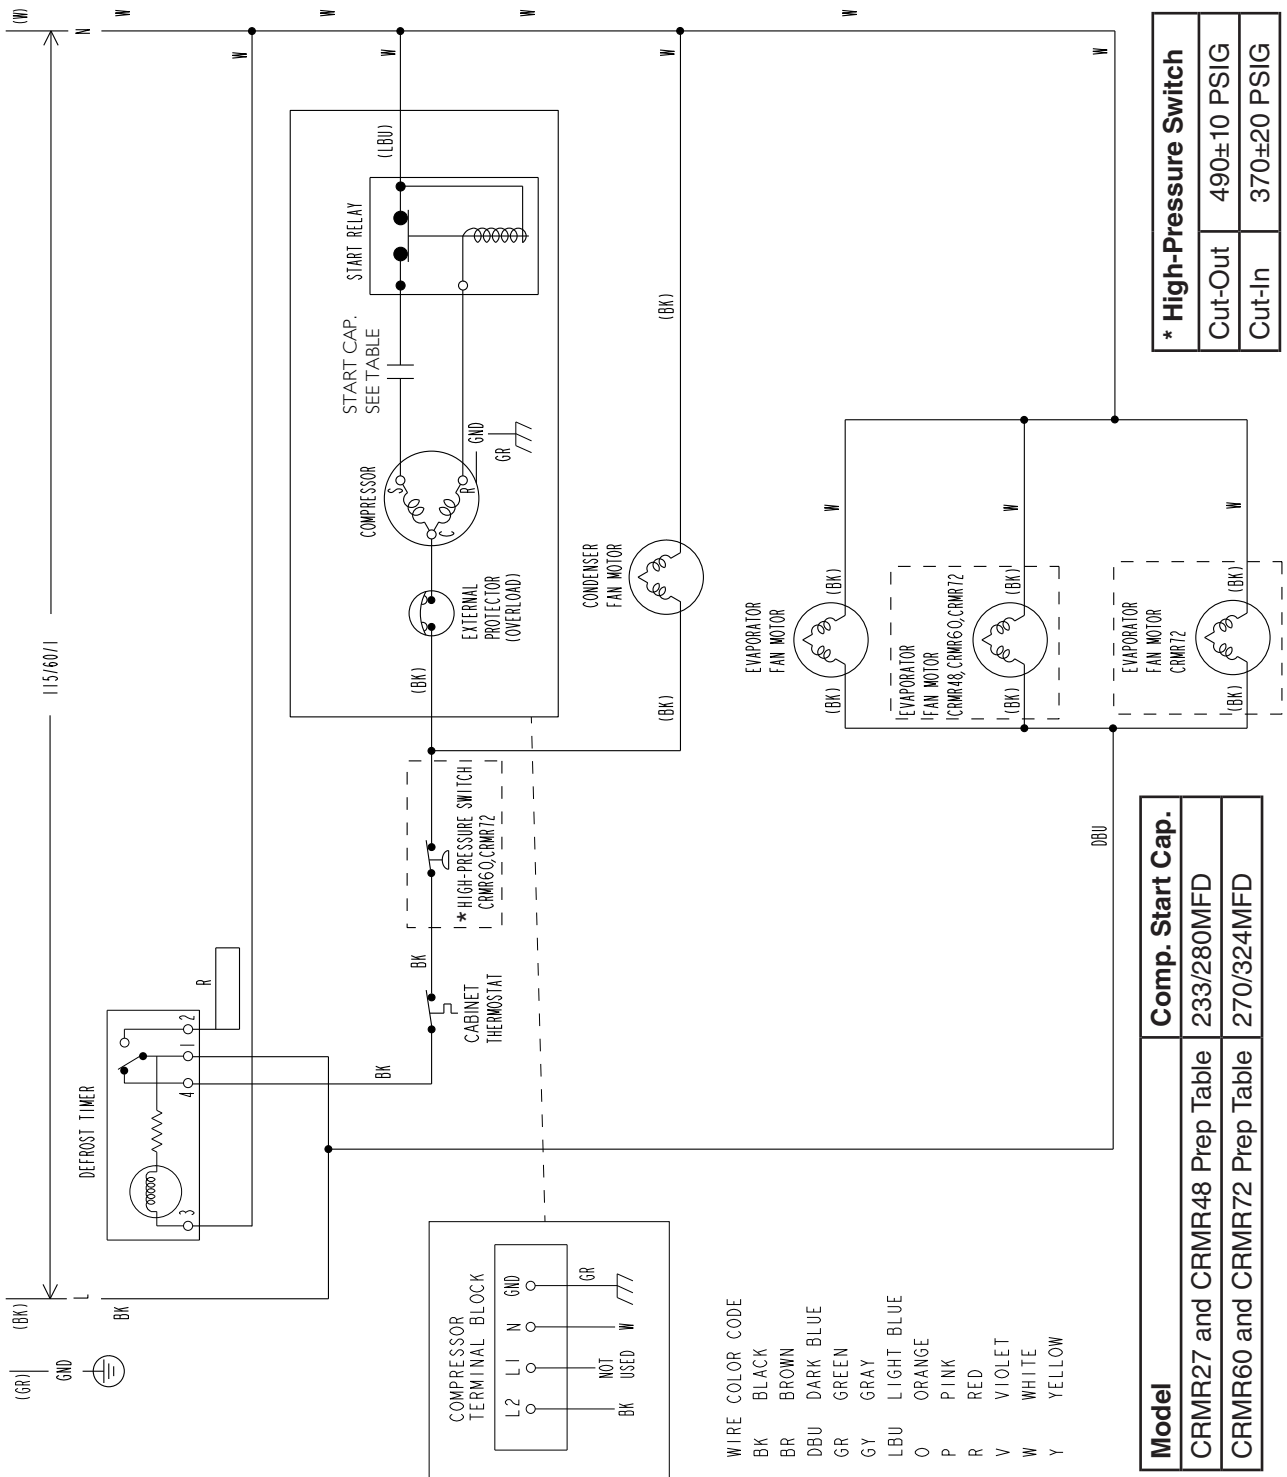 (GR)
GND
(BK)
L
BK
115/60/1
(W)
N
W
W
W
W
DEFROST TIMER
3
4
1
2
R
W
BK
CABINET
THERMOSTAT
BK
*HIGH-PRESSURE SWITCH
CRMR60,CRMR72
(BK)
EXTERNAL
PROTECTOR
(OVERLOAD)
COMPRESSOR
C
S
R
GR
GND
START CAP.
SEE TABLE
START RELAY
(LBU)
W
(BK)
CONDENSER
FAN MOTOR
(BK)
W
EVAPORATOR
FAN MOTOR
(BK)
(BK)
W
EVAPORATOR
FAN MOTOR
CRMR48,CRMR60,CRMR72
(BK)
(BK)
W
EVAPORATOR
FAN MOTOR
CRMR72
(BK)
(BK)
W
W
DBU
COMPRESSOR
TERMINAL BLOCK
L2 L1 N GND
BK
NOT
USED
W
GR
WIRE COLOR CODE
BK BLACK
BR BROWN
DBU DARK BLUE
GR GREEN
GY GRAY
LBU LIGHT BLUE
O ORANGE
P PINK
R RED
V VIOLET
W WHITE
Y YELLOW
Model Comp. Start Cap.
CRMR27 and CRMR48 Prep Table 233/280MFD
CRMR60 and CRMR72 Prep Table 270/324MFD
* High-Pressure Switch
Cut-Out 490±10 PSIG
Cut-In 370±20 PSIG